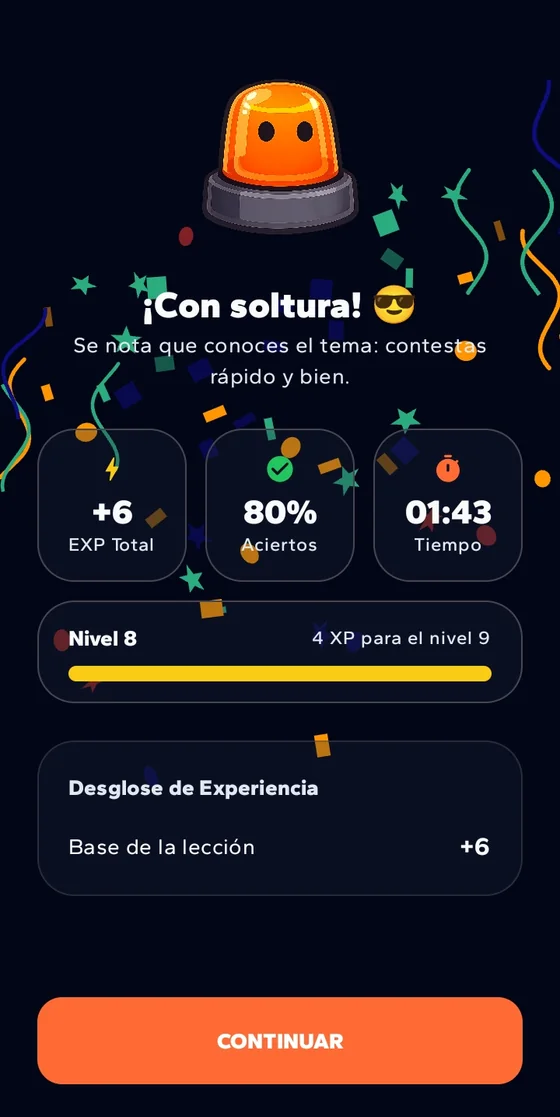 ¡Con soltura! 😎
Se nota que conoces el tema: contestas
rápido y bien.
+6
EXP Total
80%
Aciertos
01:43
Tiempo
Nivel 8
4 XP para el nivel 9
Desglose de Experiencia
Base de la lección
+6
CONTINUAR